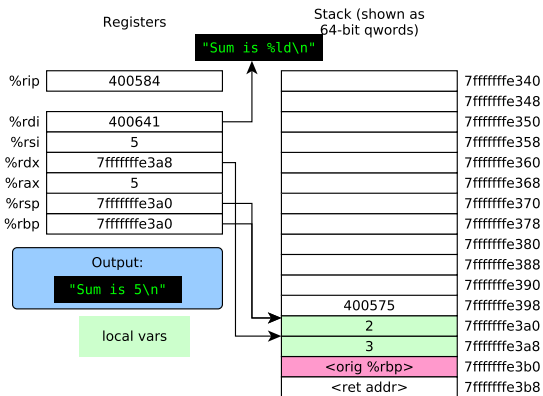 Registers
Stack (shown as
64-bit qwords)
"Sum is %ld\n"
%rip 400584
%rdi 400641
%rsi 5
%rdx 7fffffffe3a8
%rax 5
%rsp 7fffffffe3a0
%rbp 7fffffffe3a0
Output:
"Sum is 5\n"
local vars
7fffffffe340
7fffffffe348
7fffffffe350
7fffffffe358
7fffffffe360
7fffffffe368
7fffffffe370
7fffffffe378
7fffffffe380
7fffffffe388
7fffffffe390
400575 7fffffffe398
2 7fffffffe3a0
3 7fffffffe3a8
<orig %rbp> 7fffffffe3b0
<ret addr> 7fffffffe3b8